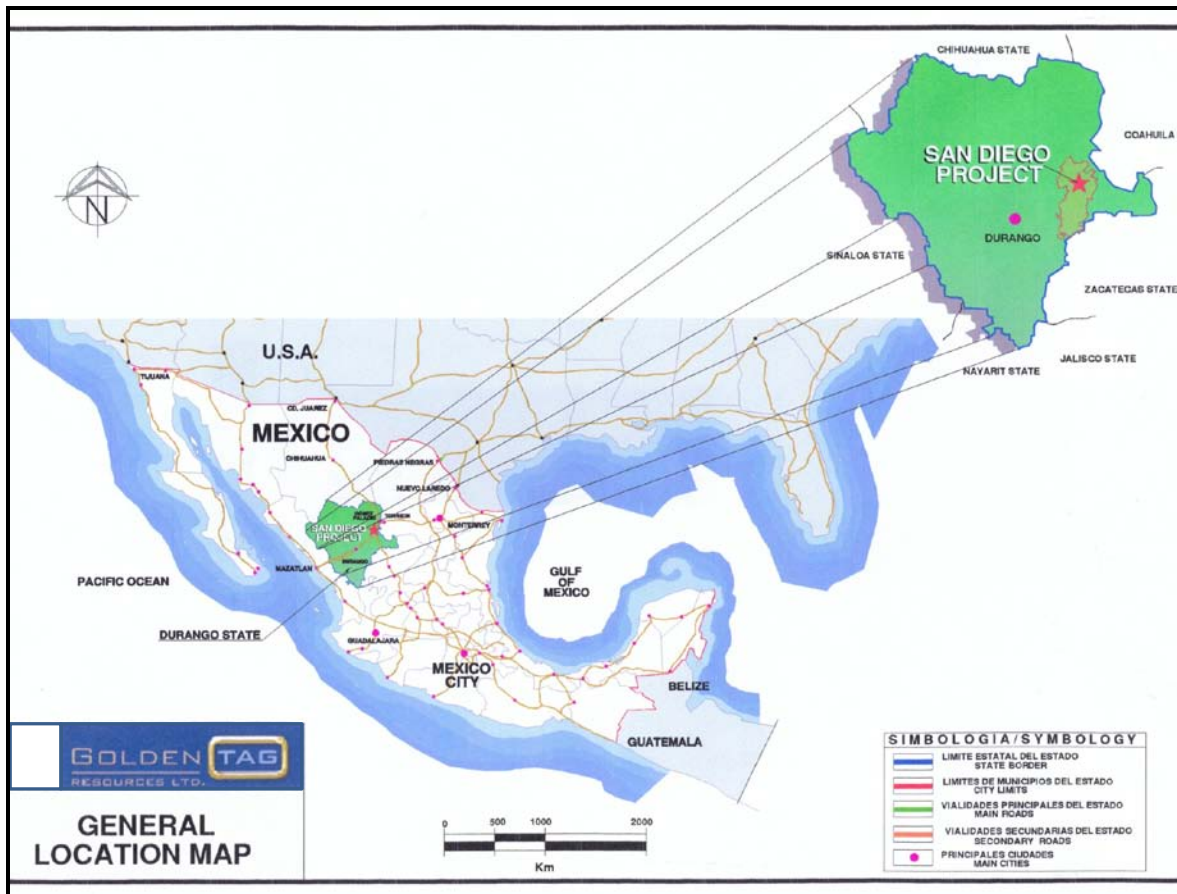 CHIHUAHUA STATE
COAHUILA
SAN DIEGO
PROJECT
DURANGO
SINALOA STATE
ZACATECAS STATE
JALISCO STATE
NAYARIT STATE
N
U.S.A.
TIJUANA
CD. JUAREZ
MEXICO
CHIHUAHUA
PIEDRAS NEGRAS
NUEVO LAREDO
GOMEZ
PALACIO
TORREON
MONTERREY
SAN DIEGO
PROJECT
DURANGO
MAZATLAN
PACIFIC OCEAN
GULF
OF
MEXICO
DURANGO STATE
GUADALAJARA
MEXICO
CITY
BELIZE
GUATEMALA
GOLDEN TAG
RESOURCES LTD.
GENERAL
LOCATION MAP
0 500 1000 2000
Km
SIMBOLOGIA/SYMBOLOGY
LIMITE ESTATAL DEL ESTADO
STATE BORDER
LIMITES DE MUNICIPIOS DEL ESTADO
CITY LIMITS
VIALIDADES PRINCIPALES DEL ESTADO
MAIN ROADS
VIALIDADES SECUNDARIAS DEL ESTADO
SECONDARY ROADS
PRINCIPALES CIUDADES
MAIN CITIES